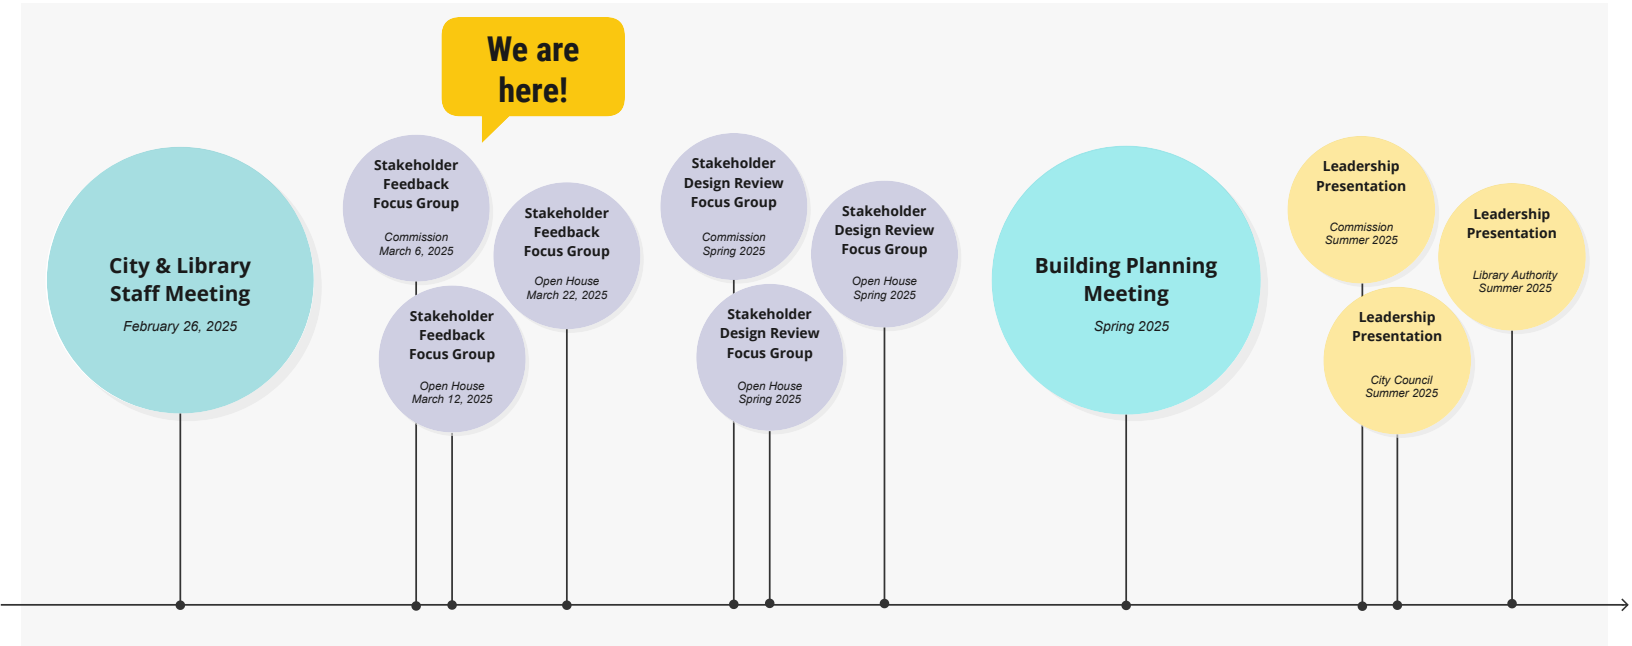 We are
here!
City & Library
Staff Meeting
February 26, 2025
Stakeholder
Feedback
Focus Group
Commission
March 6, 2025
Stakeholder
Feedback
Focus Group
Open House
March 12, 2025
Stakeholder
Feedback
Focus Group
Open House
March 22, 2025
Stakeholder
Design Review
Focus Group
Commission
Spring 2025
Stakeholder
Design Review
Focus Group
Open House
Spring 2025
Stakeholder
Design Review
Focus Group
Open House
Spring 2025
Building Planning
Meeting
Spring 2025
Leadership
Presentation
Commission
Summer 2025
Leadership
Presentation
City Council
Summer 2025
Leadership
Presentation
Library Authority
Summer 2025